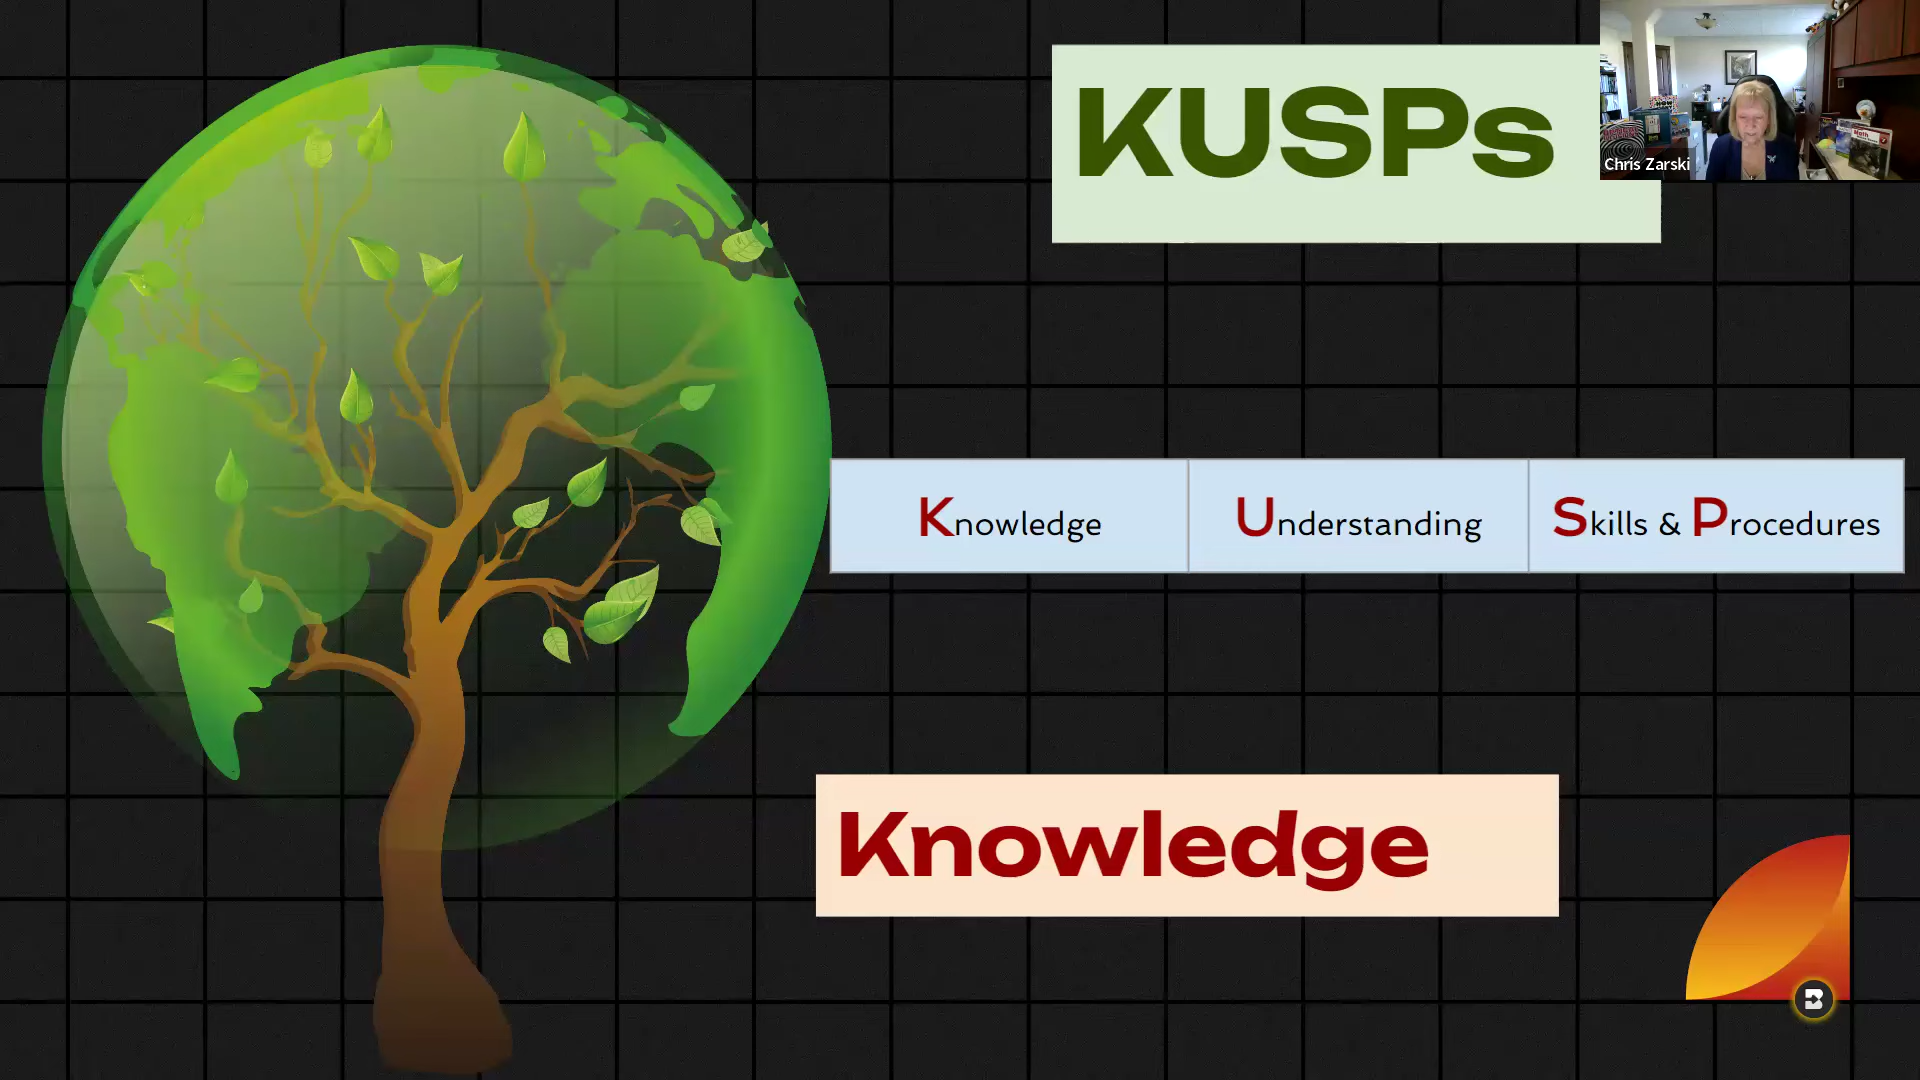 KUSPs
Chris Zarski
Knowledge
Understanding
Skills & Procedures
Knowledge